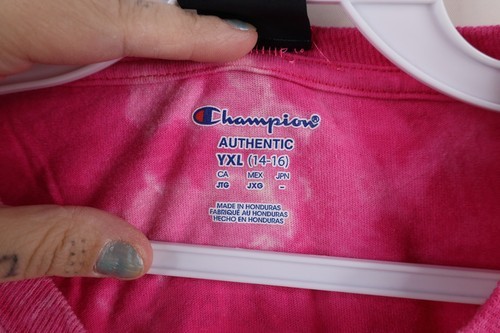 Champion
AUTHENTIC
YXL (14-16)
CA MEX JPN
JTG JXG -
MADE IN HONDURAS
FABRIQUÉ AU HONDURAS
HECHO EN HONDURAS